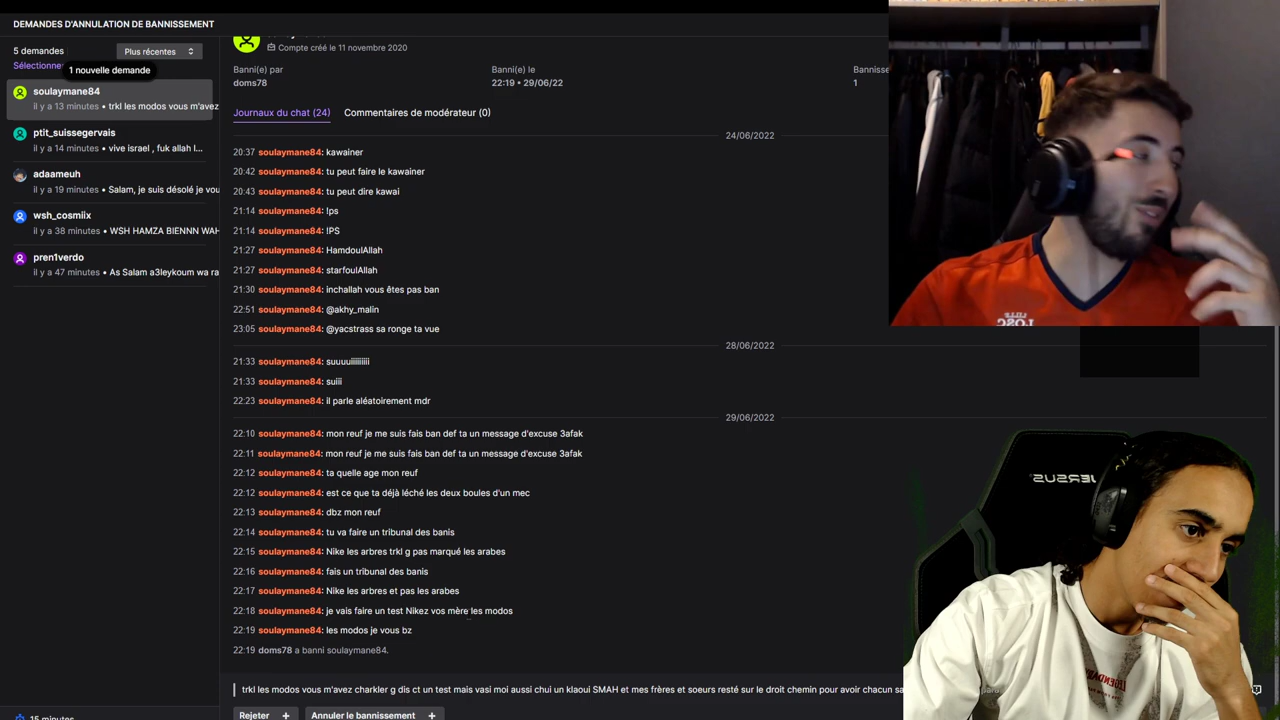 DEMANDES D'ANNULATION DE BANNISSEMENT
5 demandes
Plus récentes
Sélectionne
1 nouvelle demande
soulaymane84
il y a 13 minutes • trkl les modos vous m'avez
ptit_suissegervais
il y a 14 minutes • vive israel , fuk allah l...
adaameuh
il y a 19 minutes • Salam, je suis désolé je vou
wsh_cosmiix
il y a 38 minutes • WSH HAMZA BIENNN WAH
pren1verdo
il y a 47 minutes • As Salam a3leykoum wa ra
15 minutes
Compte créé le 11 novembre 2020
Banni(e) par
doms78
Banni(e) le
22:19 • 29/06/22
Bannisse
1
Journaux du chat (24)
Commentaires de modérateur (0)
24/06/2022
20:37 soulaymane84: kawainer
20:42 soulaymane84: tu peut faire le kawainer
20:43 soulaymane84: tu peut dire kawai
21:14 soulaymane84: !ps
21:14 soulaymane84: !PS
21:27 soulaymane84: HamdoulAllah
21:27 soulaymane84: starfoulAllah
21:30 soulaymane84: inchallah vous êtes pas ban
22:51 soulaymane84: @akhy_malin
23:05 soulaymane84: @yacstrass sa ronge ta vue
28/06/2022
21:33 soulaymane84: suuuuiiiiiiiiii
21:33 soulaymane84: suiii
22:23 soulaymane84: il parle aléatoirement mdr
29/06/2022
22:10 soulaymane84: mon reuf je me suis fais ban def ta un message d'excuse 3afak
22:11 soulaymane84: mon reuf je me suis fais ban def ta un message d'excuse 3afak
22:12 soulaymane84: ta quelle age mon reuf
22:12 soulaymane84: est ce que ta déjà léché les deux boules d'un mec
22:13 soulaymane84: dbz mon reuf
22:14 soulaymane84: tu va faire un tribunal des banis
22:15 soulaymane84: Nike les arbres trkl g pas marqué les arabes
22:16 soulaymane84: fais un tribunal des banis
22:17 soulaymane84: Nike les arbres et pas les arabes
22:18 soulaymane84: je vais faire un test Nikez vos mère les modos
22:19 soulaymane84: les modos je vous bz
22:19 doms78 a banni soulaymane84.
trkl les modos vous m'avez charkler g dis ct un test mais vasi moi aussi chui un klaoui SMAH et mes frères et soeurs resté sur le droit chemin pour avoir chacun sa
Rejeter +
Annuler le bannissement +
LOSC